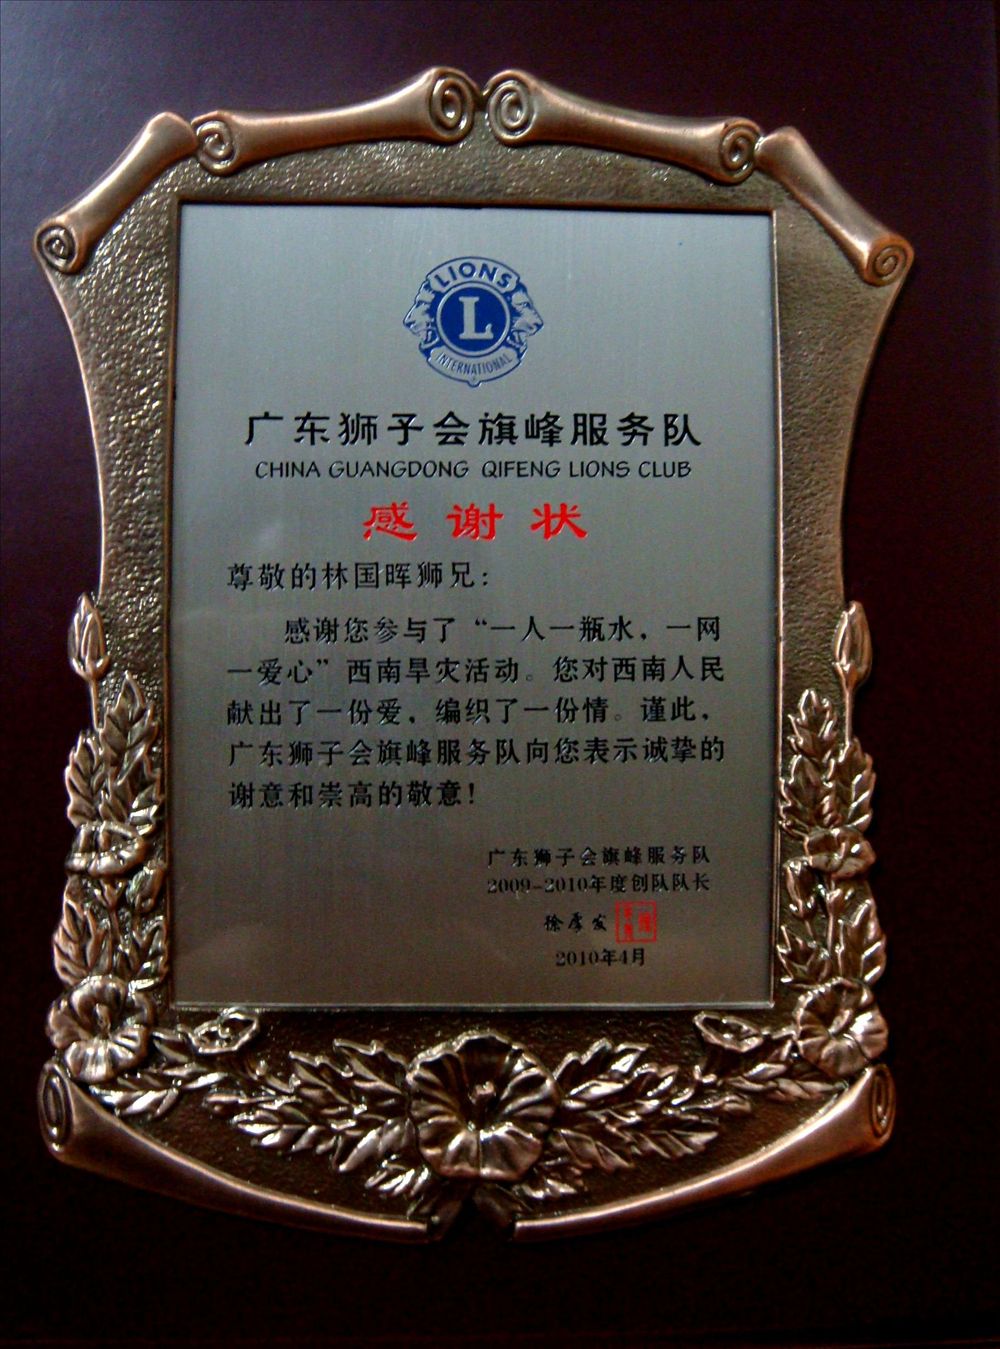 LIONS
L
INTERNATIONAL
广东狮子会旗峰服务队
CHINA GUANGDONG QIFENG LIONS CLUB
感谢状
尊敬的林国晖狮兄：
感谢您参与了“一人一瓶水，一网
一爱心”西南旱灾活动。您对西南人民
献出了一份爱，编织了一份情。谨此，
广东狮子会旗峰服务队向您表示诚挚的
谢意和崇高的敬意！
广东狮子会旗峰服务队
2009-2010年度创队队长
徐孝发
2010年4月